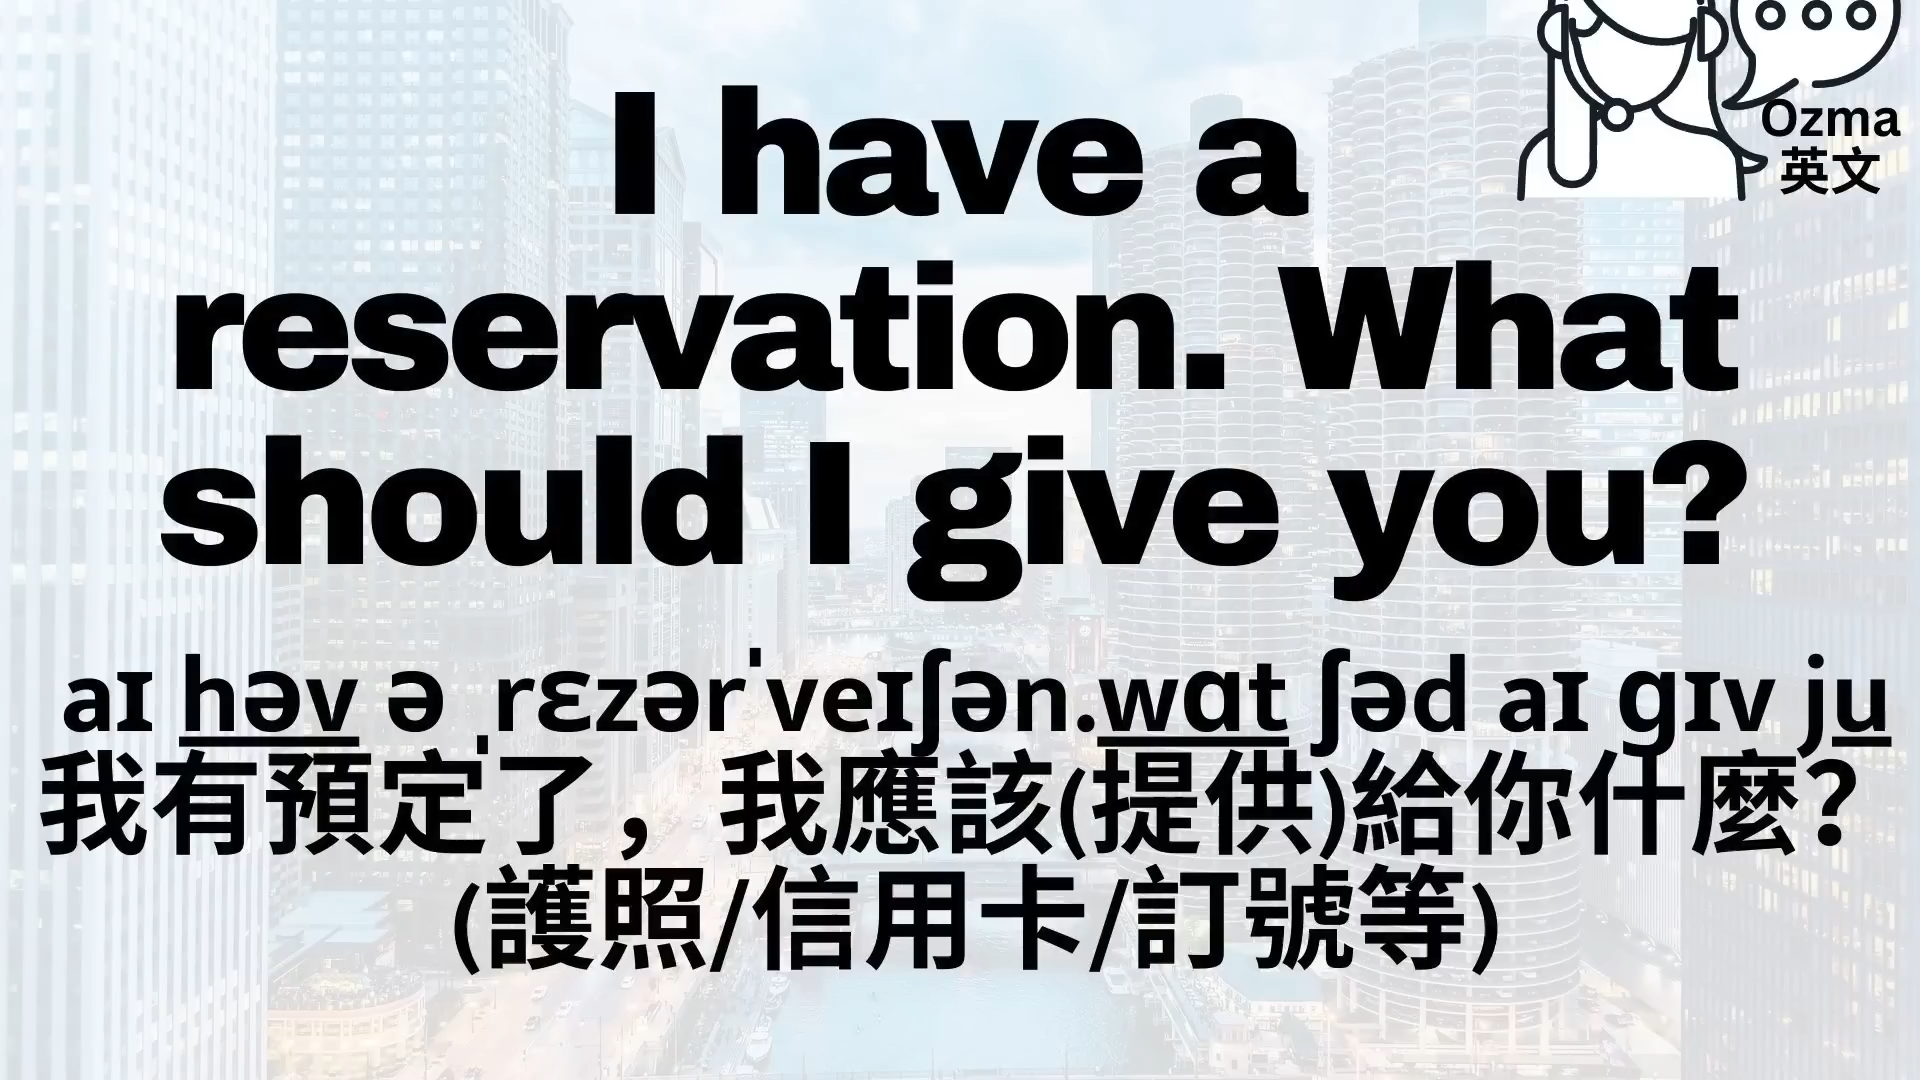 Ozma
英文
I have a
reservation. What
should I give you?
aɪ həv ə ˌrɛzərˈveɪʃən.wɑt ʃəd aɪ gɪv ju
我有預定了，我應該(提供)給你什麼?
(護照/信用卡/訂號等)